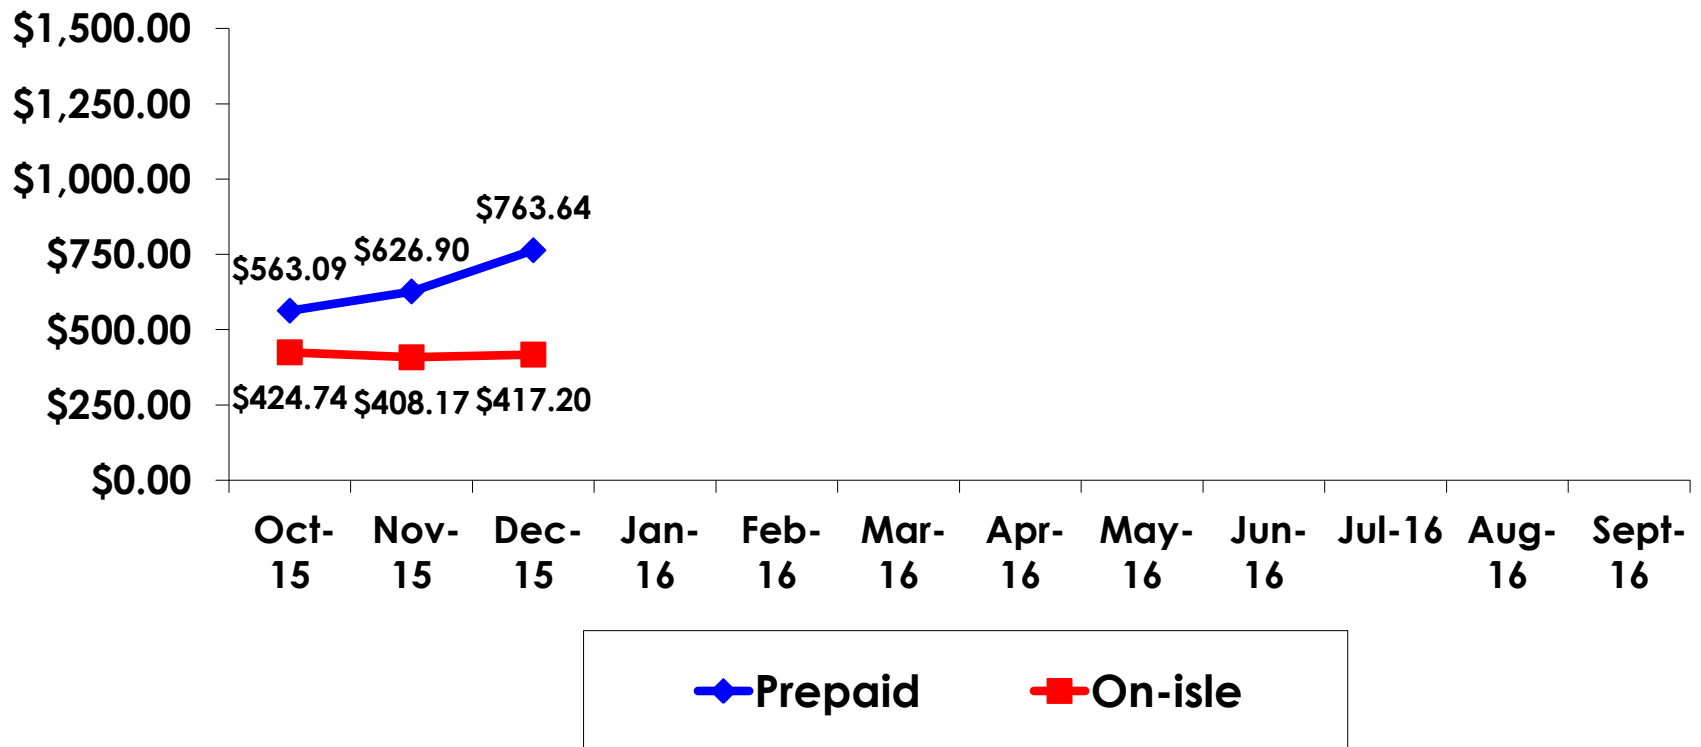 $1,500.00
$1,250.00
$1,000.00
$750.00
$500.00
$250.00
$0.00
$763.64
$626.90
$563.09
$424.74 $408.17 $417.20
Oct- Nov- Dec- Jan- Feb- Mar- Apr- May- Jun- Jul-16 Aug- Sept-
15 15 15 16 16 16 16 16 16 16 16
Prepaid On-isle